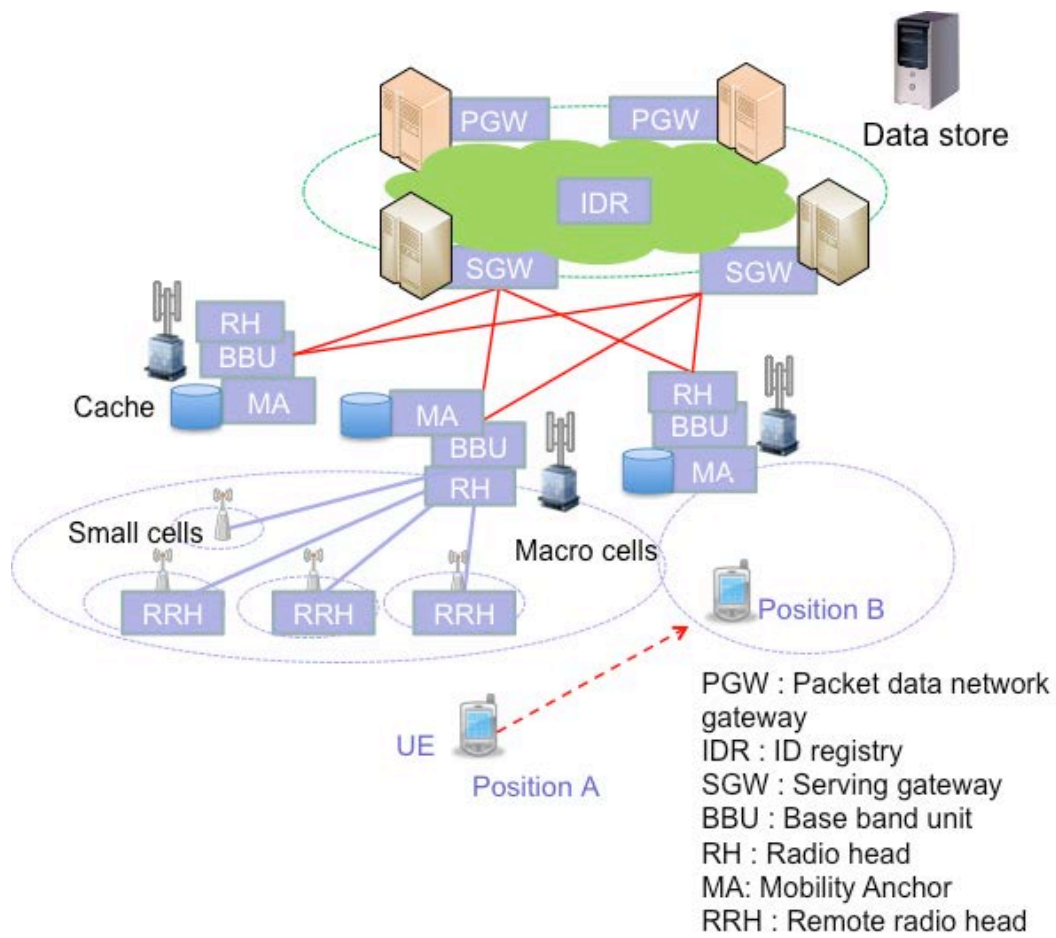 PGW
PGW
Data store
IDR
SGW
SGW
RH
BBU
MA
Cache
MA
BBU
RH
RH
BBU
MA
Small cells
Macro cells
RRH
RRH
RRH
Position B
UE
Position A
PGW : Packet data network
gateway
IDR : ID registry
SGW : Serving gateway
BBU : Base band unit
RH : Radio head
MA: Mobility Anchor
RRH : Remote radio head